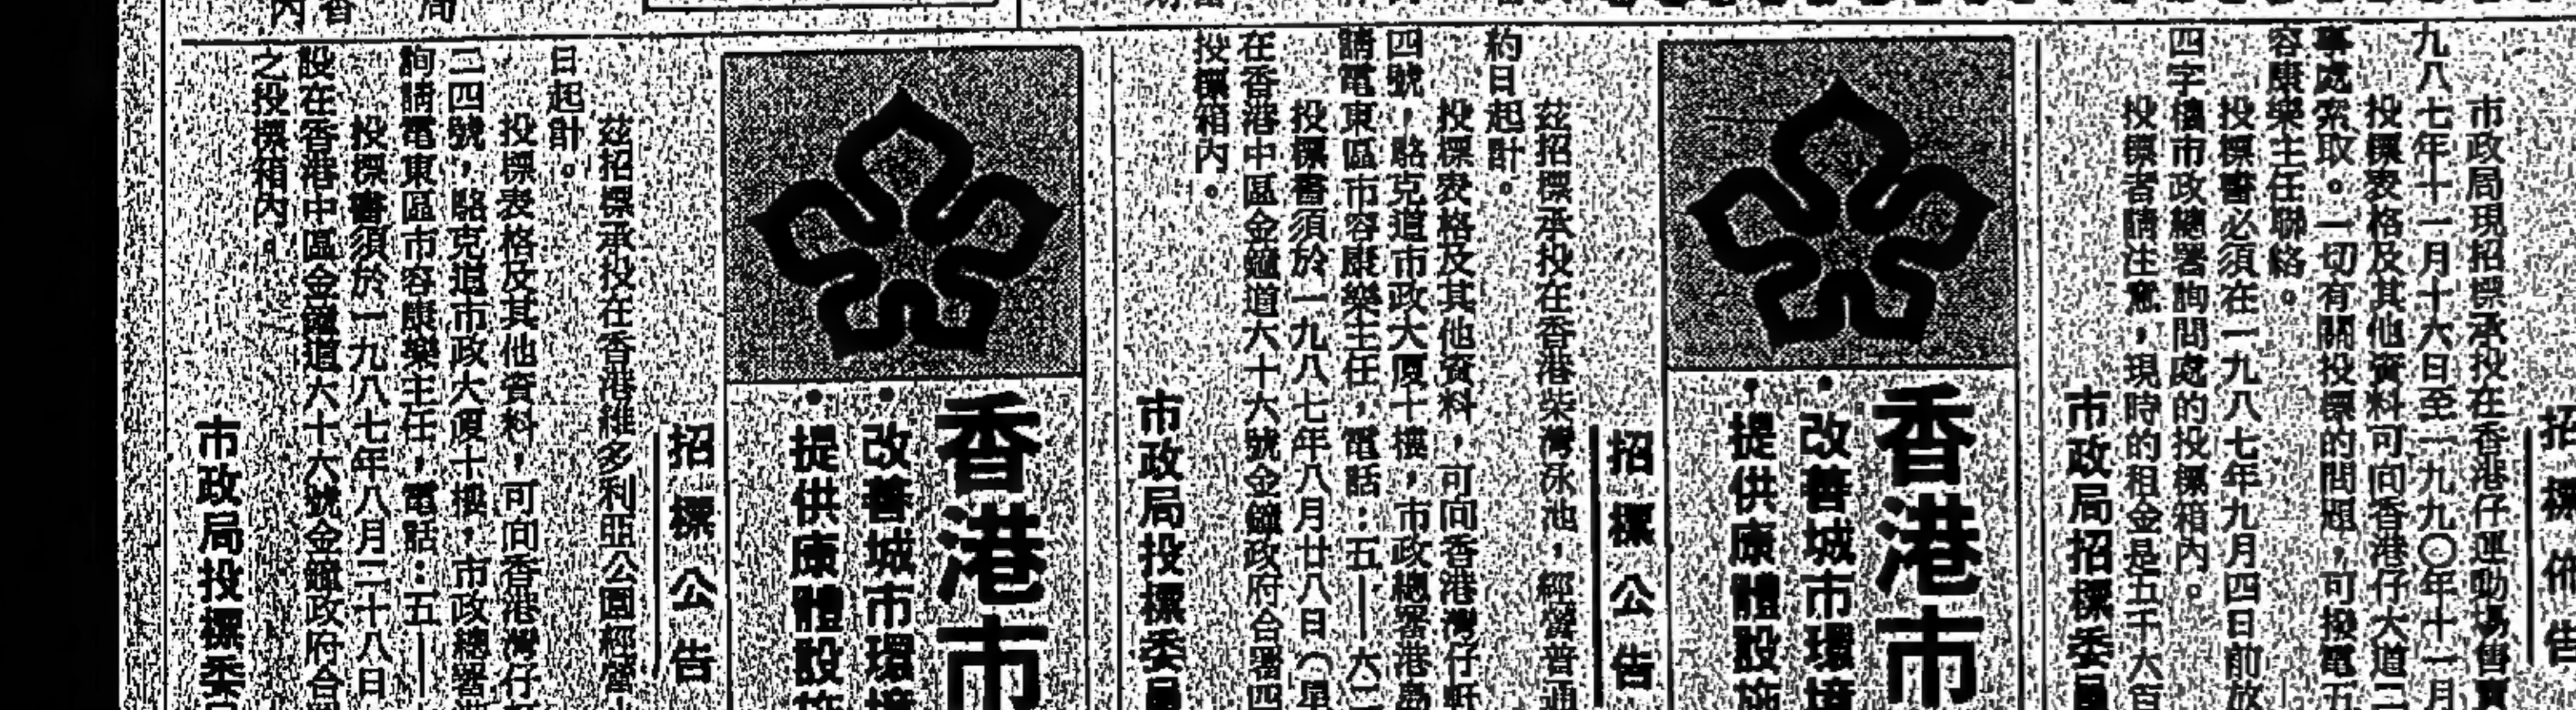 招標佈告
市政局現招標承投在香港仔運動場售賣
九八七年十一月十六日至一九九〇年十一月
投標表格及其他資料可向香港仔大道二
事處索取。一切有關投標的問題，可撥電五
容康樂主任聯絡。
投標書必須在一九八七年九月四日前放
四字樓市政總署詢問處的投標箱內。
投標者請注意，現時的租金是五千六百
市政局招標委員
香港市
•改善城市環境
•提供康體設施
招標公告
茲招標承投在香港柴灣泳池，經營普通
約日起計。
投標表格及其他資料，可向香港灣仔軒
四號，駱克道市政大厦十樓，市政總署港島
請電東區市容康樂主任，電話：五—六二
投標書須於一九八七年八月廿八日（星
在香港中區金鐘道六十六號金鐘政府合署四
投標箱內。
市政局投標委員
香港市
•改善城市環境
•提供康體設施
招標公告
茲招標承投在香港維多利亞公園經營小
日起計。
投標表格及其他資料，可向香港灣仔
二四號，駱克道市政大厦十樓，市政總署港
詢請電東區市容康樂主任，電話：五—
投標書須於一九八七年八月二十八日
設在香港中區金鐘道六十六號金鐘政府合署
之投標箱內。
市政局投標委員